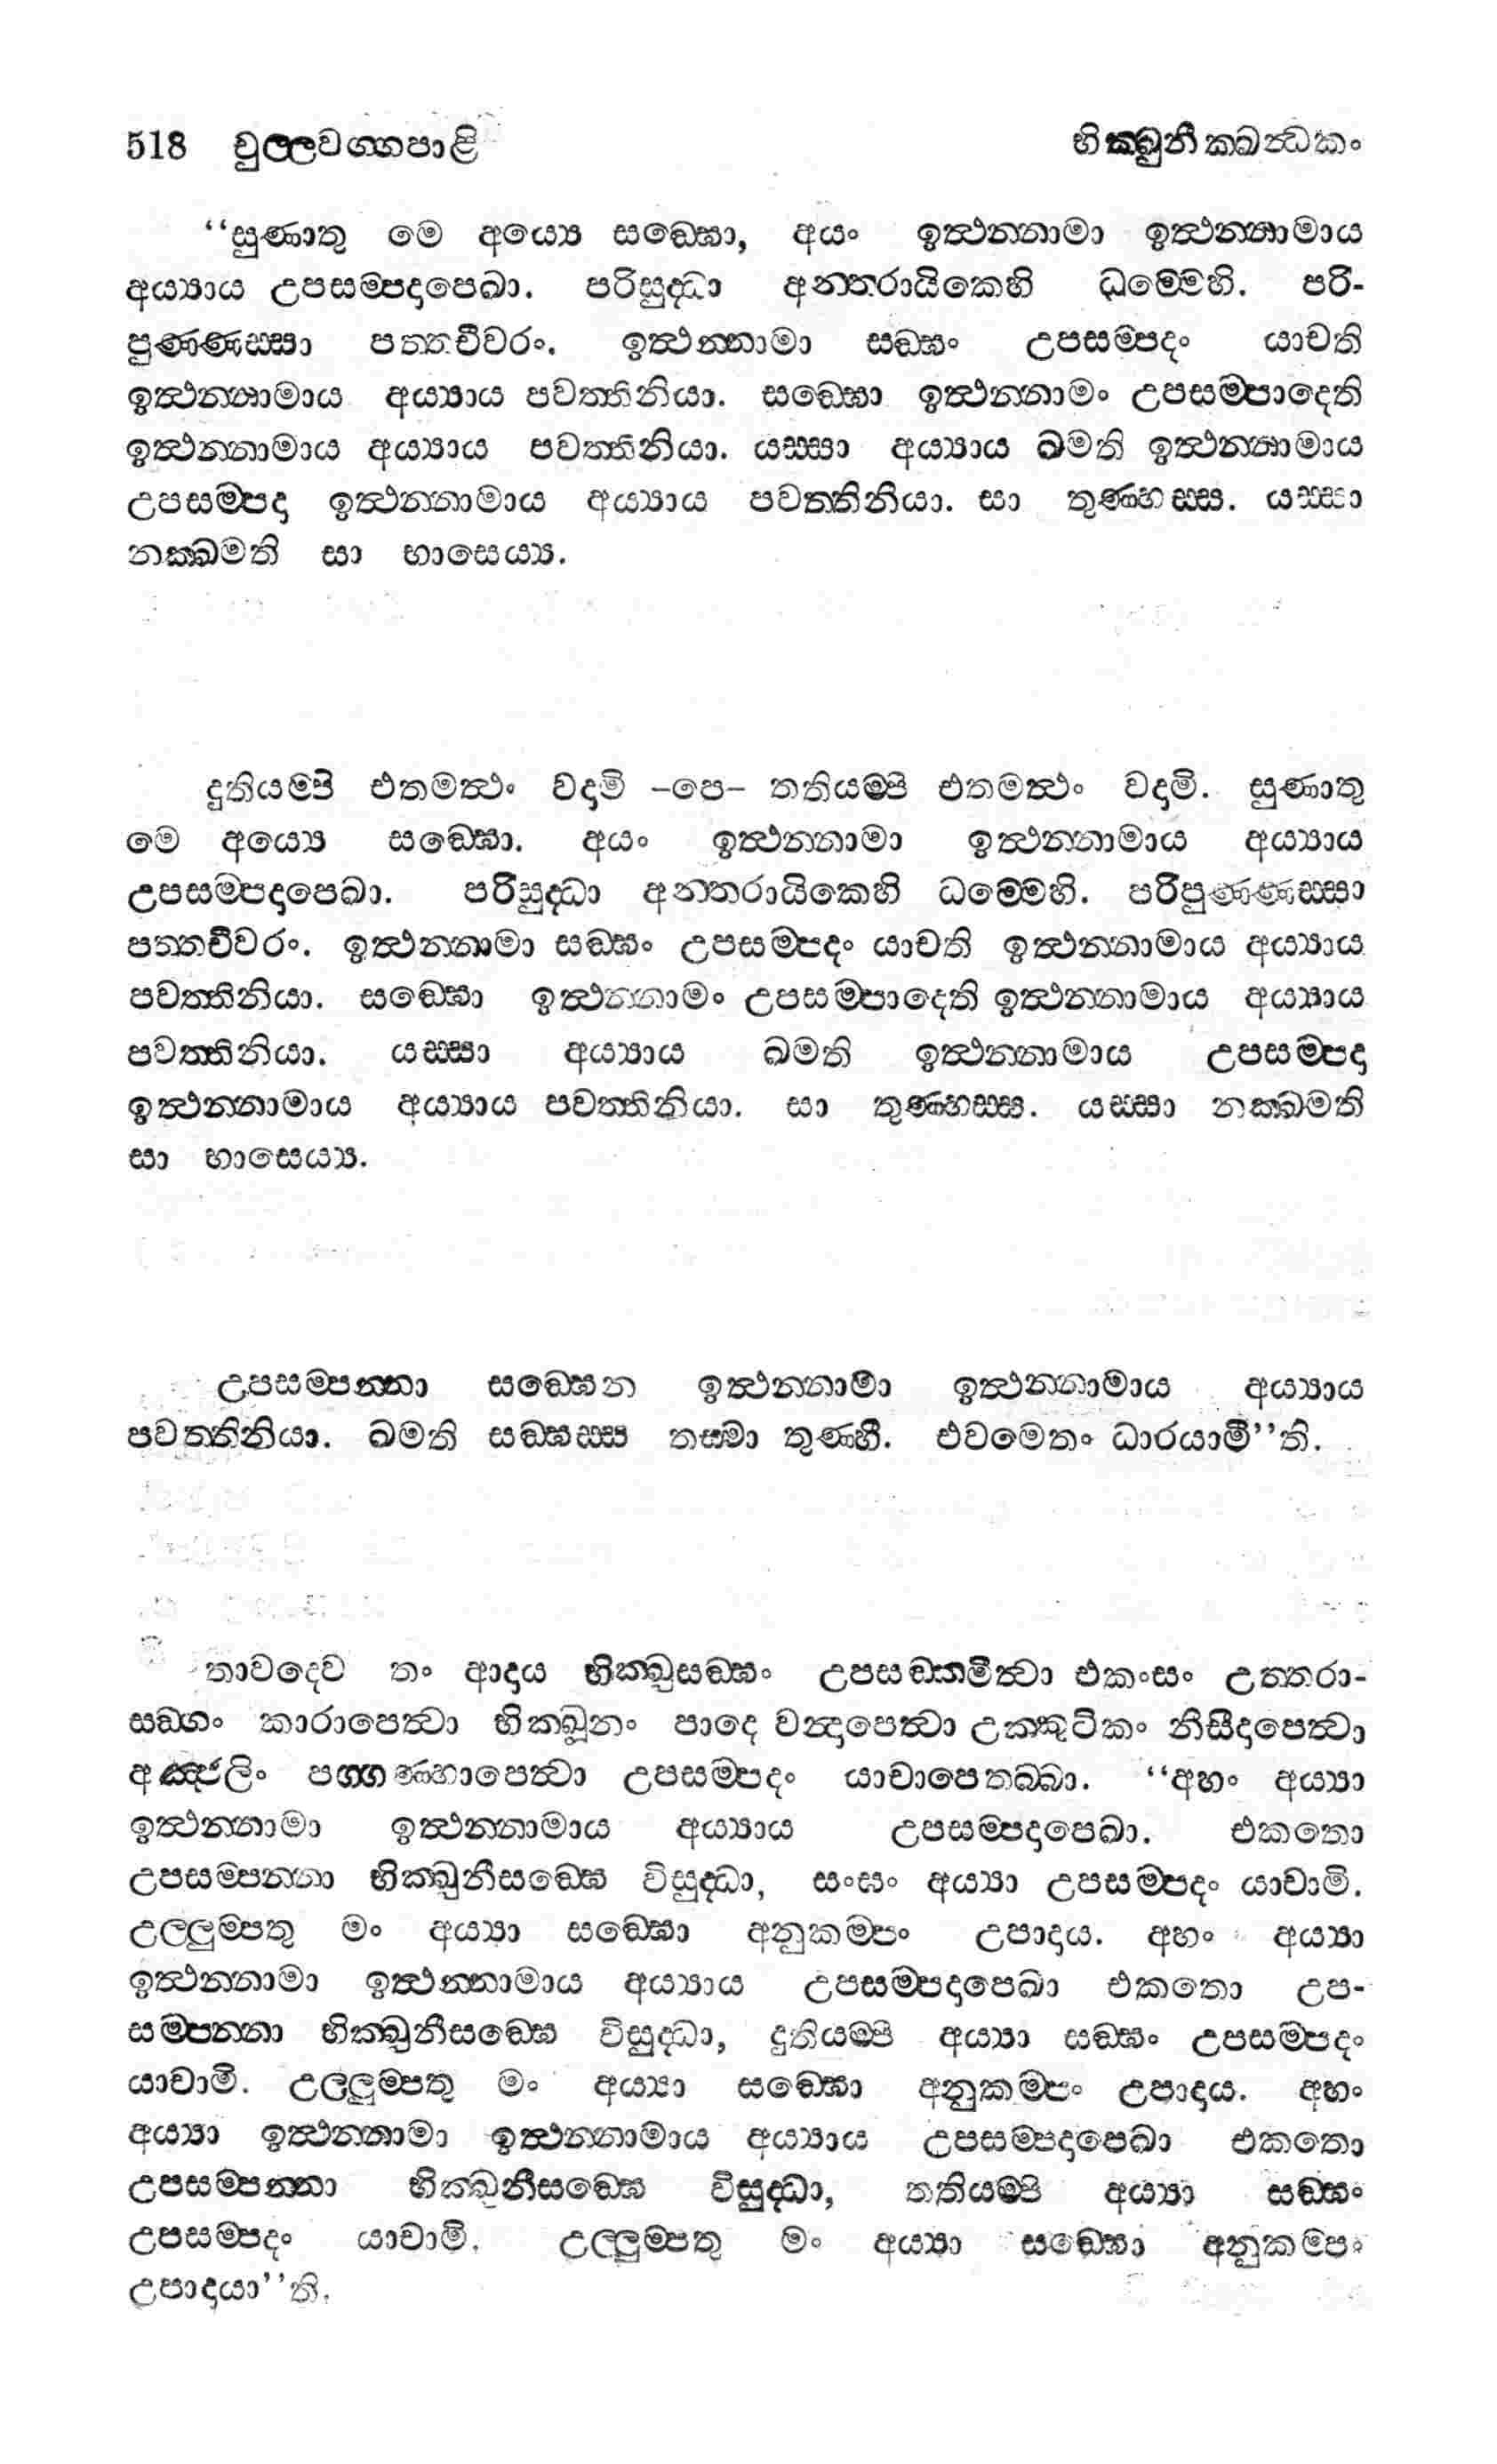 518 චුල්ලවග්ගපාළි භික්ඛුනීක්ඛන්ධකං
‘‘සුණාතු මෙ අය්‍යෙ සඞ්ඝො, අයං ඉත්ථන්නාමා ඉත්ථන්නාමාය
අය්‍යාය උපසම්පදාපෙඛා. පරිසුද්ධා අන්තරායිකෙහි ධම්මෙහි. පරි-
පුණ්ණස්සා පත්තචීවරං. ඉත්ථන්නාමා සඞ්ඝං උපසම්පදං යාචති
ඉත්ථන්නාමාය අය්‍යාය පවත්තිනියා. සඞ්ඝො ඉත්ථන්නාමං උපසම්පාදෙති
ඉත්ථන්නාමාය අය්‍යාය පවත්තිනියා. යස්සා අය්‍යාය ඛමති ඉත්ථන්නාමාය
උපසම්පදා ඉත්ථන්නාමාය අය්‍යාය පවත්තිනියා. සා තුණ්හස්ස. යස්සා
නක්ඛමති සා භාසෙය්‍ය.
දුතියම්පි එතමත්ථං වදාමි -පෙ- තතියම්පි එතමත්ථං වදාමි. සුණාතු
මෙ අය්‍යෙ සඞ්ඝො. අයං ඉත්ථන්නාමා ඉත්ථන්නාමාය අය්‍යාය
උපසම්පදාපෙඛා. පරිසුද්ධා අන්තරායිකෙහි ධම්මෙහි. පරිපුණ්ණස්සා
පත්තචීවරං. ඉත්ථන්නාමා සඞ්ඝං උපසම්පදං යාචති ඉත්ථන්නාමාය අය්‍යාය
පවත්තිනියා. සඞ්ඝො ඉත්ථන්නාමං උපසම්පාදෙති ඉත්ථන්නාමාය අය්‍යාය
පවත්තිනියා. යස්සා අය්‍යාය ඛමති ඉත්ථන්නාමාය උපසම්පදා
ඉත්ථන්නාමාය අය්‍යාය පවත්තිනියා. සා තුණ්හස්ස. යස්සා නක්ඛමති
සා භාසෙය්‍ය.
උපසම්පන්නා සඞ්ඝෙන ඉත්ථන්නාමා ඉත්ථන්නාමාය අය්‍යාය
පවත්තිනියා. ඛමති සඞ්ඝස්ස තස්මා තුණ්හී. එවමෙතං ධාරයාමී’’ති.
තාවදෙව තං ආදාය භික්ඛුසඞ්ඝං උපසඞ්කමිත්වා එකංසං උත්තරා-
සඞ්ගං කාරාපෙත්වා භික්ඛූනං පාදෙ වන්දාපෙත්වා උක්කුටිකං නිසීදාපෙත්වා
අඤ්ජලිං පග්ගණ්හාපෙත්වා උපසම්පදං යාචාපෙතබ්බා. ‘‘අහං අය්‍යා
ඉත්ථන්නාමා ඉත්ථන්නාමාය අය්‍යාය උපසම්පදාපෙඛා. එකතො
උපසම්පන්නා භික්ඛුනීසඞ්ඝෙ විසුද්ධා, සංඝං අය්‍යා උපසම්පදං යාචාමි.
උල්ලුම්පතු මං අය්‍යා සඞ්ඝො අනුකම්පං උපාදාය. අහං අය්‍යා
ඉත්ථන්නාමා ඉත්ථන්නාමාය අය්‍යාය උපසම්පදාපෙඛා එකතො උප-
සම්පන්නා භික්ඛුනීසඞ්ඝෙ විසුද්ධා, දුතියම්පි අය්‍යා සඞ්ඝං උපසම්පදං
යාචාමි. උල්ලුම්පතු මං අය්‍යා සඞ්ඝො අනුකම්පං උපාදාය. අහං
අය්‍යා ඉත්ථන්නාමා ඉත්ථන්නාමාය අය්‍යාය උපසම්පදාපෙඛා එකතො
උපසම්පන්නා භික්ඛුනීසඞ්ඝෙ විසුද්ධා, තතියම්පි අය්‍යා සඞ්ඝං
උපසම්පදං යාචාමි. උල්ලුම්පතු මං අය්‍යා සඞ්ඝො අනුකම්පං
උපාදායා’’ති.